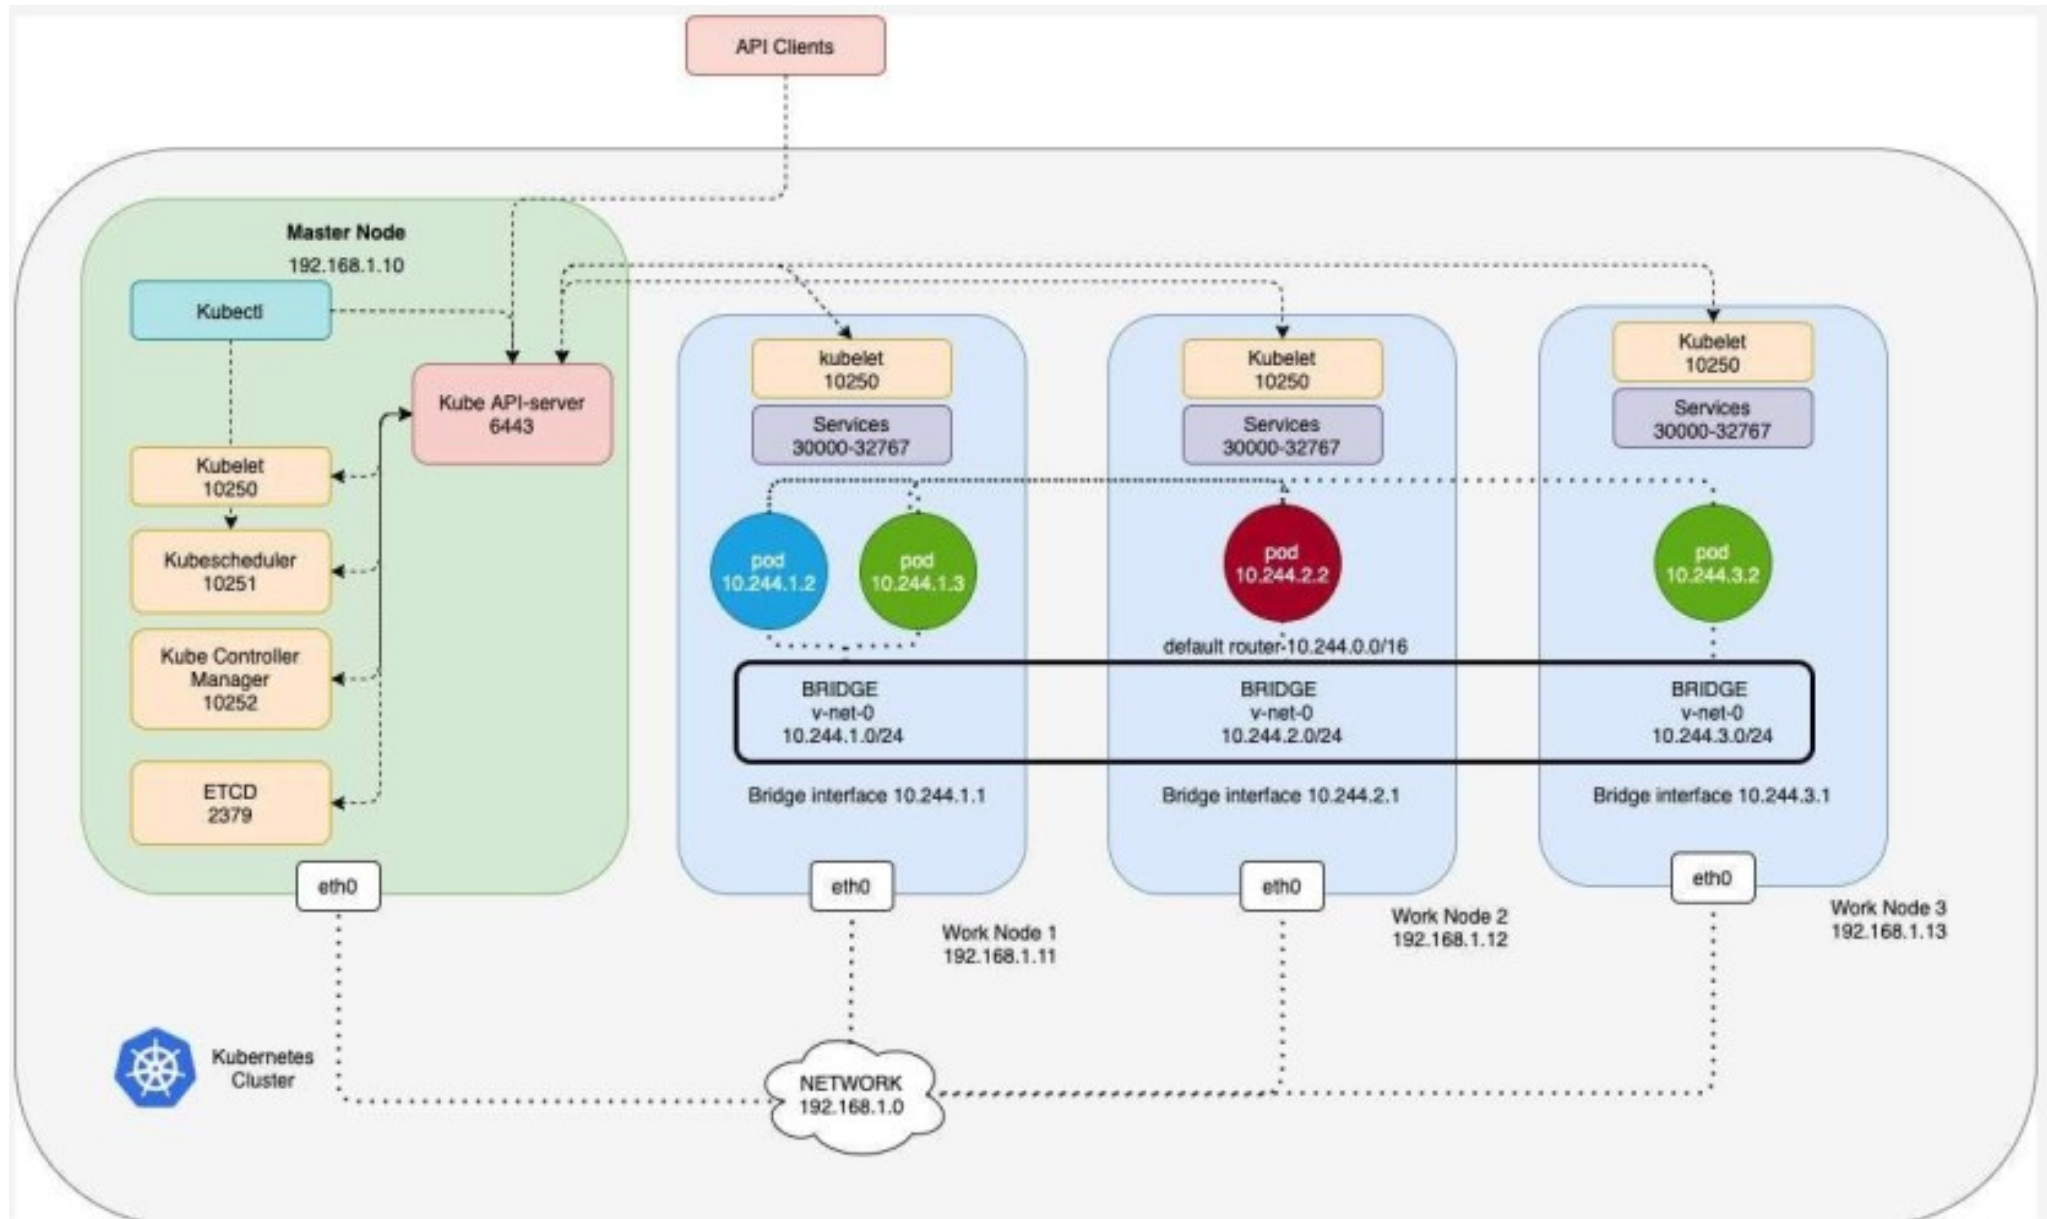 API Clients
Master Node
192.168.1.10
Kubectl
Kube API-server
6443
Kubelet
10250
Kubescheduler
10251
Kube Controller
Manager
10252
ETCD
2379
eth0
kubelet
10250
Services
30000-32767
pod
10.244.1.2
pod
10.244.1.3
BRIDGE
v-net-0
10.244.1.0/24
Bridge interface 10.244.1.1
eth0
Work Node 1
192.168.1.11
Kubelet
10250
Services
30000-32767
pod
10.244.2.2
default router-10.244.0.0/16
BRIDGE
v-net-0
10.244.2.0/24
Bridge interface 10.244.2.1
eth0
Work Node 2
192.168.1.12
Kubelet
10250
Services
30000-32767
pod
10.244.3.2
BRIDGE
v-net-0
10.244.3.0/24
Bridge interface 10.244.3.1
eth0
Work Node 3
192.168.1.13
Kubernetes
Cluster
NETWORK
192.168.1.0